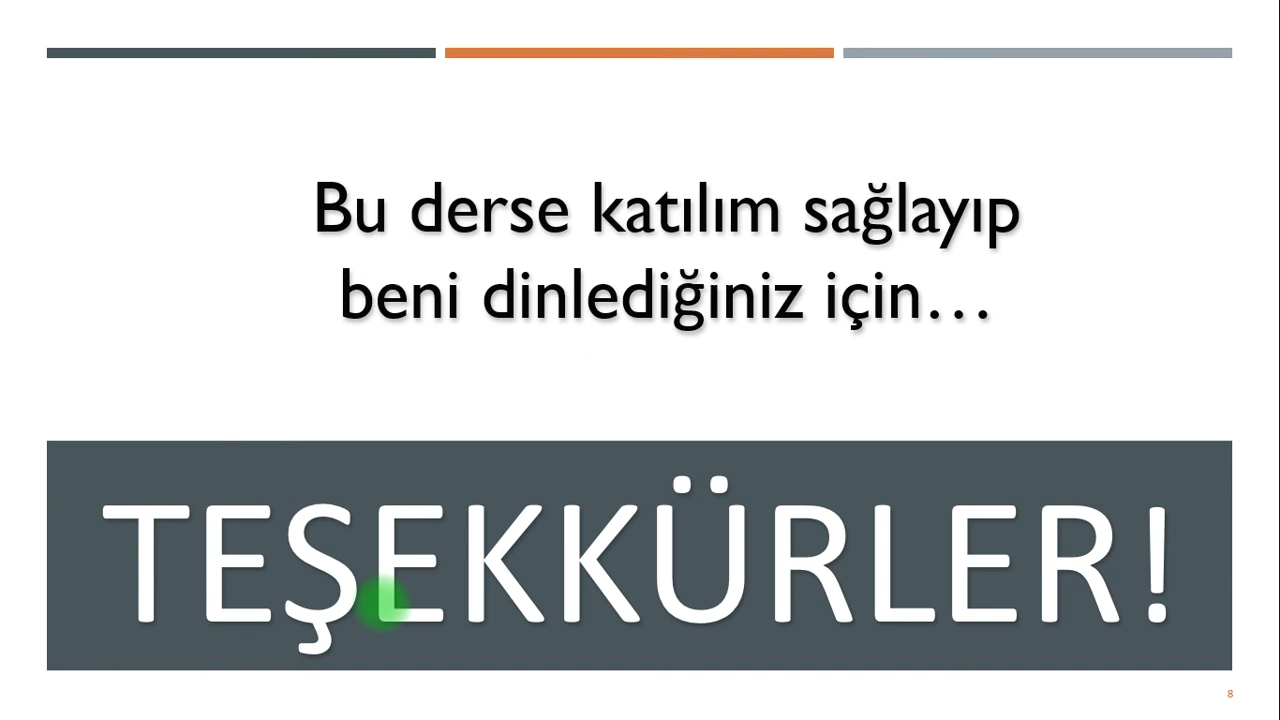 Bu derse katılım sağlayıp
beni dinlediğiniz için…
TEŞEKKÜRLER!
8